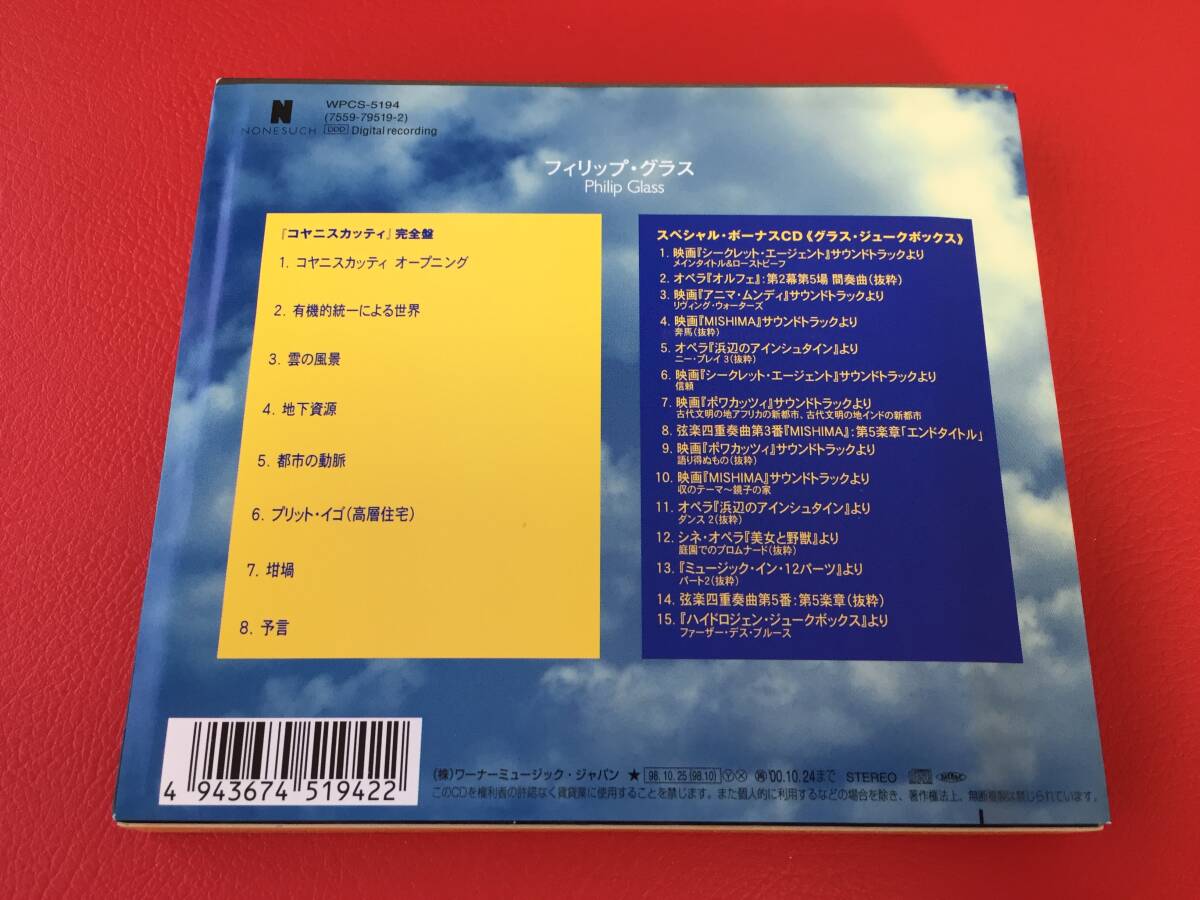 N
NONESUCH
WPCS-5194
(7559-79519-2)
DDD Digital recording
フィリップ・グラス
Philip Glass
『コヤニスカッティ』完全盤
1. コヤニスカッティ オープニング
2. 有機的統一による世界
3. 雲の風景
4. 地下資源
5. 都市の動脈
6. プリット・イゴ(高層住宅)
7. 坩堝
8. 予言
スペシャル・ボーナスCD《グラス・ジュークボックス》
1. 映画『シークレット・エージェント』サウンドトラックより
メインタイトル&ローストビーフ
2. オペラ『オルフェ』:第2幕第5場 間奏曲(抜粋)
3. 映画『アニマ・ムンディ』サウンドトラックより
リヴィング・ウォーターズ
4. 映画『MISHIMA』サウンドトラックより
奔馬(抜粋)
5. オペラ『浜辺のアインシュタイン』より
ニー・プレイ3(抜粋)
6. 映画『シークレット・エージェント』サウンドトラックより
信頼
7. 映画『ポワカッツィ』サウンドトラックより
古代文明の地アフリカの新都市、古代文明の地インドの新都市
8. 弦楽四重奏曲第3番『MISHIMA』:第5楽章「エンドタイトル」
9. 映画『ポワカッツィ』サウンドトラックより
語り得ぬもの(抜粋)
10. 映画『MISHIMA』サウンドトラックより
収のテーマ〜鏡子の家
11. オペラ『浜辺のアインシュタイン』より
ダンス2(抜粋)
12. シネ・オペラ『美女と野獣』より
庭園でのプロムナード(抜粋)
13. 『ミュージック・イン・12パーツ』より
パート2(抜粋)
14. 弦楽四重奏曲第5番:第5楽章(抜粋)
15. 『ハイドロジェン・ジュークボックス』より
ファーザー・デス・ブルース
4 943674 519422
(株)ワーナーミュージック・ジャパン ★ 98.10.25(98.10) Ⓨ Ⓧ ㊙'00.10.24まで STEREO
このCDを権利者の許諾なく賃貸業に使用することを禁じます。また個人的に利用するなどの場合を除き、著作権法上、無断複製は禁じられています。